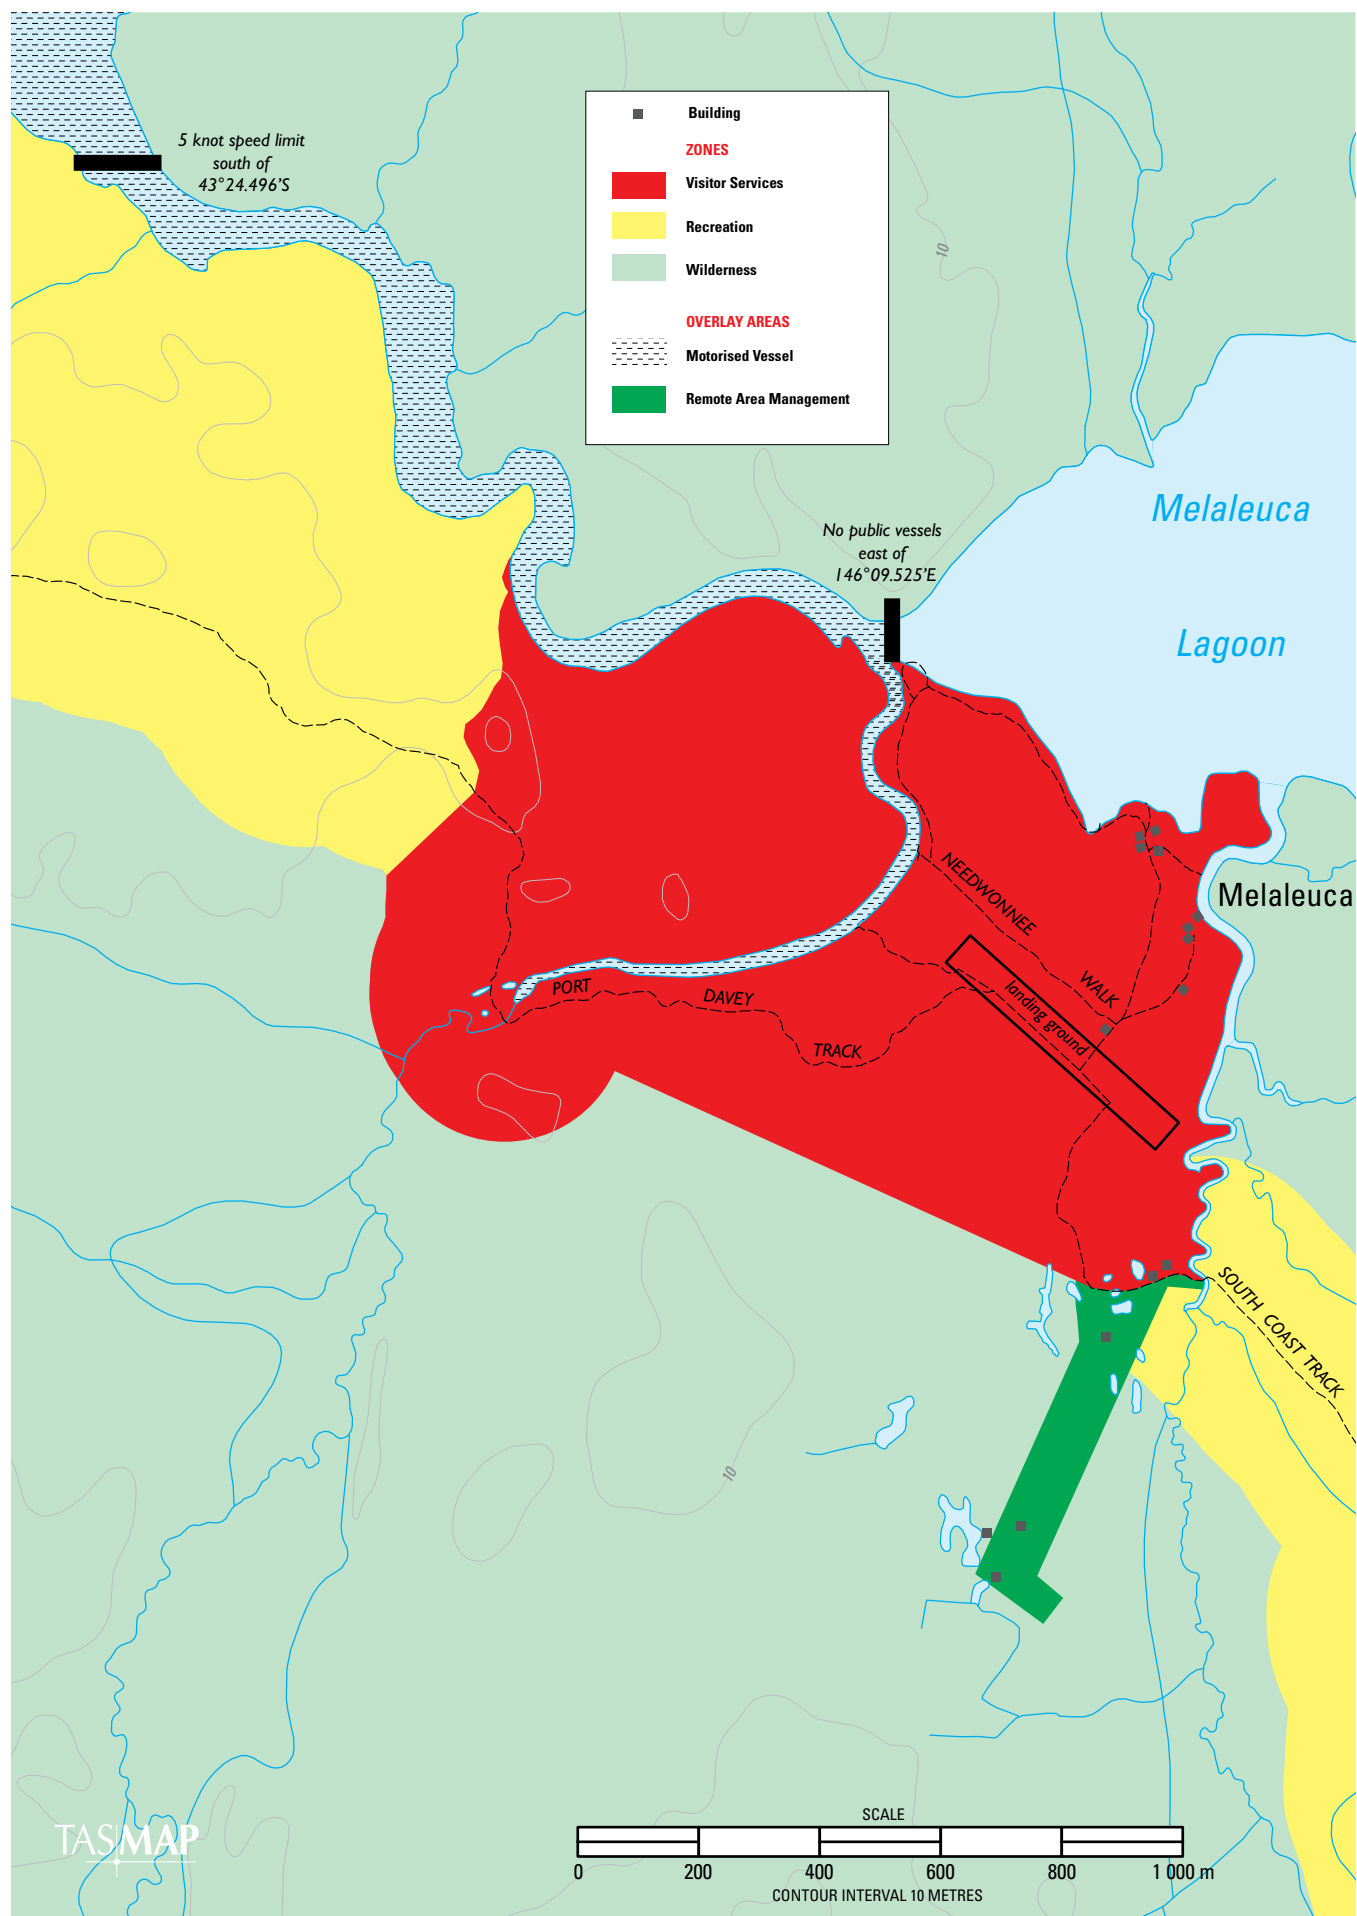 5 knot speed limit
south of
43°24.496'S
Building
ZONES
Visitor Services
Recreation
Wilderness
OVERLAY AREAS
Motorised Vessel
Remote Area Management
10
Melaleuca
Lagoon
No public vessels
east of
146°09.525'E
Melaleuca
NEEDWONNEE
WALK
landing ground
PORT
DAVEY
TRACK
SOUTH COAST TRACK
10
TASMAP
SCALE
0 200 400 600 800 1 000 m
CONTOUR INTERVAL 10 METRES